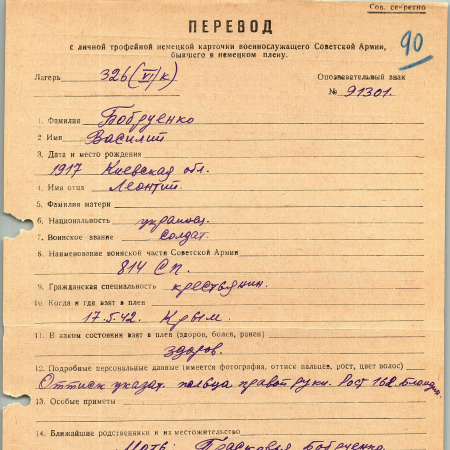 Сов. секретно
ПЕРЕВОД
с личной трофейной немецкой карточки военнослужащего Советской Армии,
бывшего в немецком плену.
90
Лагерь 326 (VI/K)
Опознавательный знак
№ 91301.
1. Фамилия Бобруенко
2 Имя Василий
3. Дата и место рождения
1917 Киевская обл.
4. Имя отца Леонтий.
5. Фамилия матери
6. Национальность украинец.
7. Воинское звание солдат.
8. Наименование воинской части Советской Армии
814 СП.
9. Гражданская специальность крестьянин.
10 Когда и где взят в плен
17.5.42. Крым.
11. В каком состоянии взят в плен (здоров, болен, ранен)
здоров.
12. Подробные персональные данные (имеется фотография, оттиск пальцев, рост, цвет волос)
Оттиск указат. пальца правой руки. Рост 168. Блондин.
13. Особые приметы
14. Ближайшие родственники и их местожительство
Мать: Прасковья Бобруенко